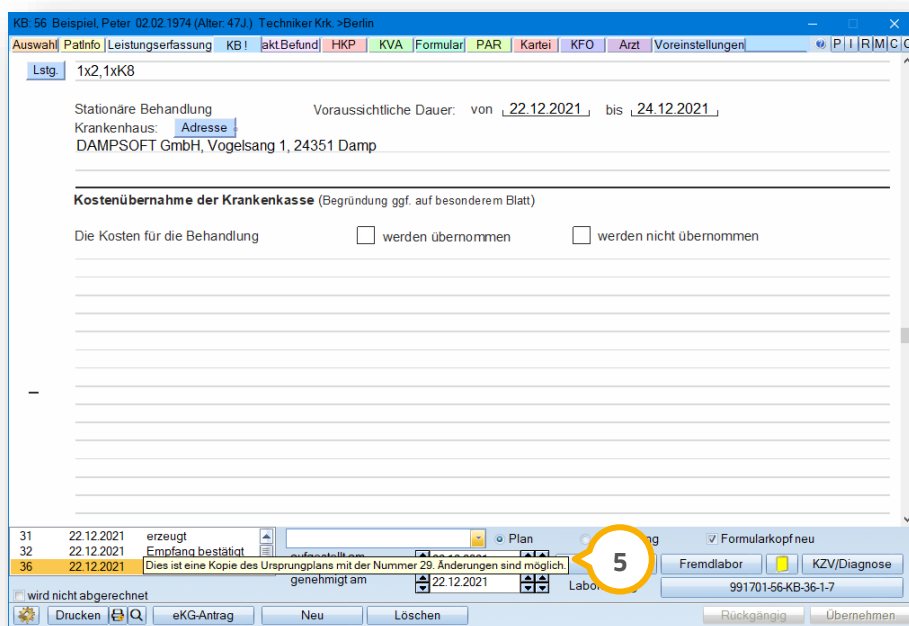 KB: 56 Beispiel, Peter 02.02.1974 (Alter: 47J.) Techniker Krk. >Berlin
Auswahl PatInfo Leistungserfassung KB ! akt.Befund HKP KVA Formular PAR Kartei KFO Arzt Voreinstellungen P I R M C
Lstg. 1x2,1xK8
Stationäre Behandlung Voraussichtliche Dauer: von 22.12.2021 bis 24.12.2021
Krankenhaus: Adresse
DAMPSOFT GmbH, Vogelsang 1, 24351 Damp
Kostenübernahme der Krankenkasse (Begründung ggf. auf besonderem Blatt)
Die Kosten für die Behandlung werden übernommen werden nicht übernommen
31 22.12.2021 erzeugt Plan Formularkopf neu
32 22.12.2021 Empfang bestätigt
36 22.12.2021 Dies ist eine Kopie des Ursprungplans mit der Nummer 29. Änderungen sind möglich. 5 Fremdlabor KZV/Diagnose
genehmigt am 22.12.2021 991701-56-KB-36-1-7
wird nicht abgerechnet
Drucken eKG-Antrag Neu Löschen Rückgängig Übernehmen